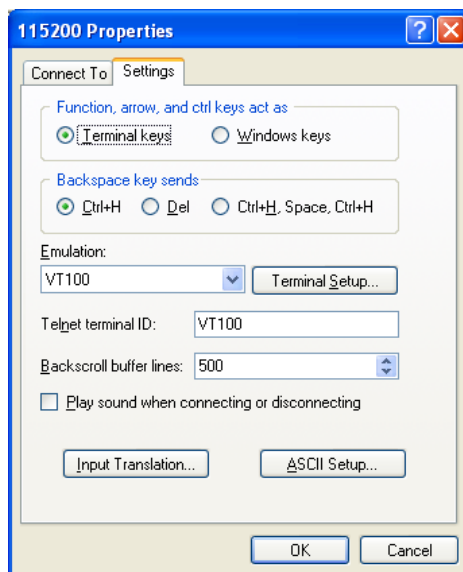 115200 Properties
Connect To Settings
Function, arrow, and ctrl keys act as
Terminal keys Windows keys
Backspace key sends
Ctrl+H Del Ctrl+H, Space, Ctrl+H
Emulation:
VT100 Terminal Setup...
Telnet terminal ID: VT100
Backscroll buffer lines: 500
Play sound when connecting or disconnecting
Input Translation... ASCII Setup...
OK Cancel